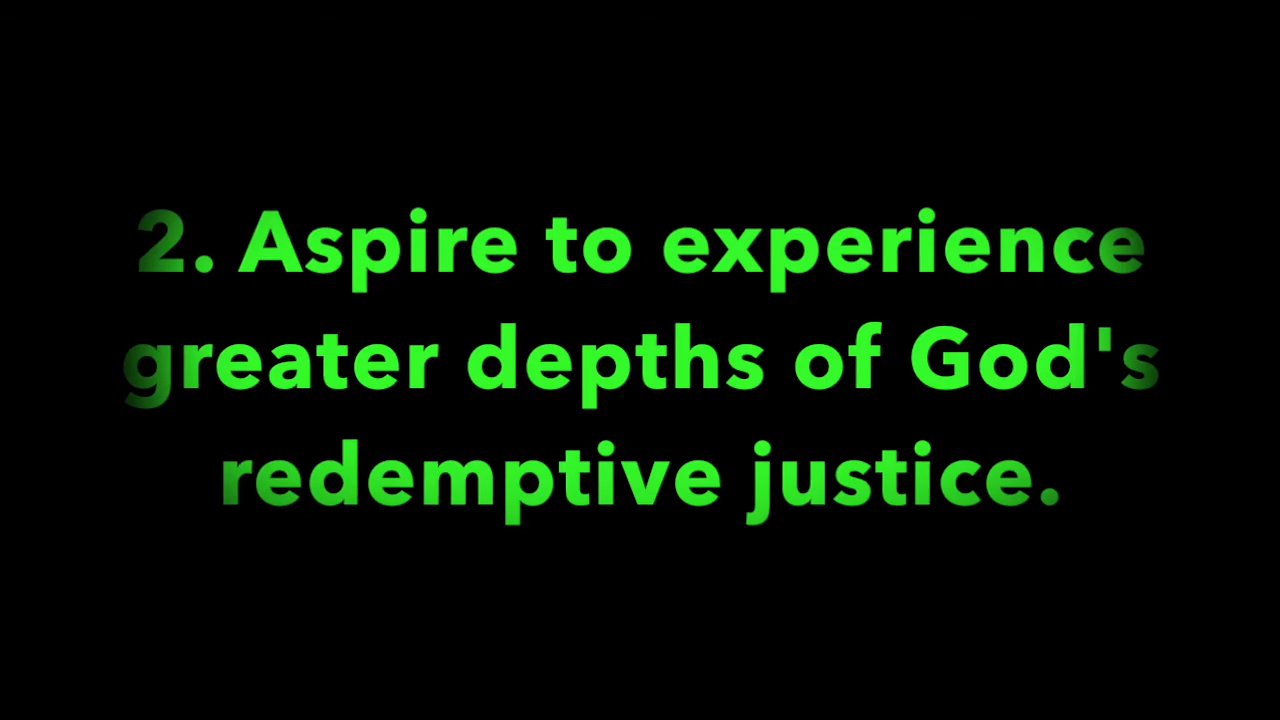 2. Aspire to experience
greater depths of God's
redemptive justice.